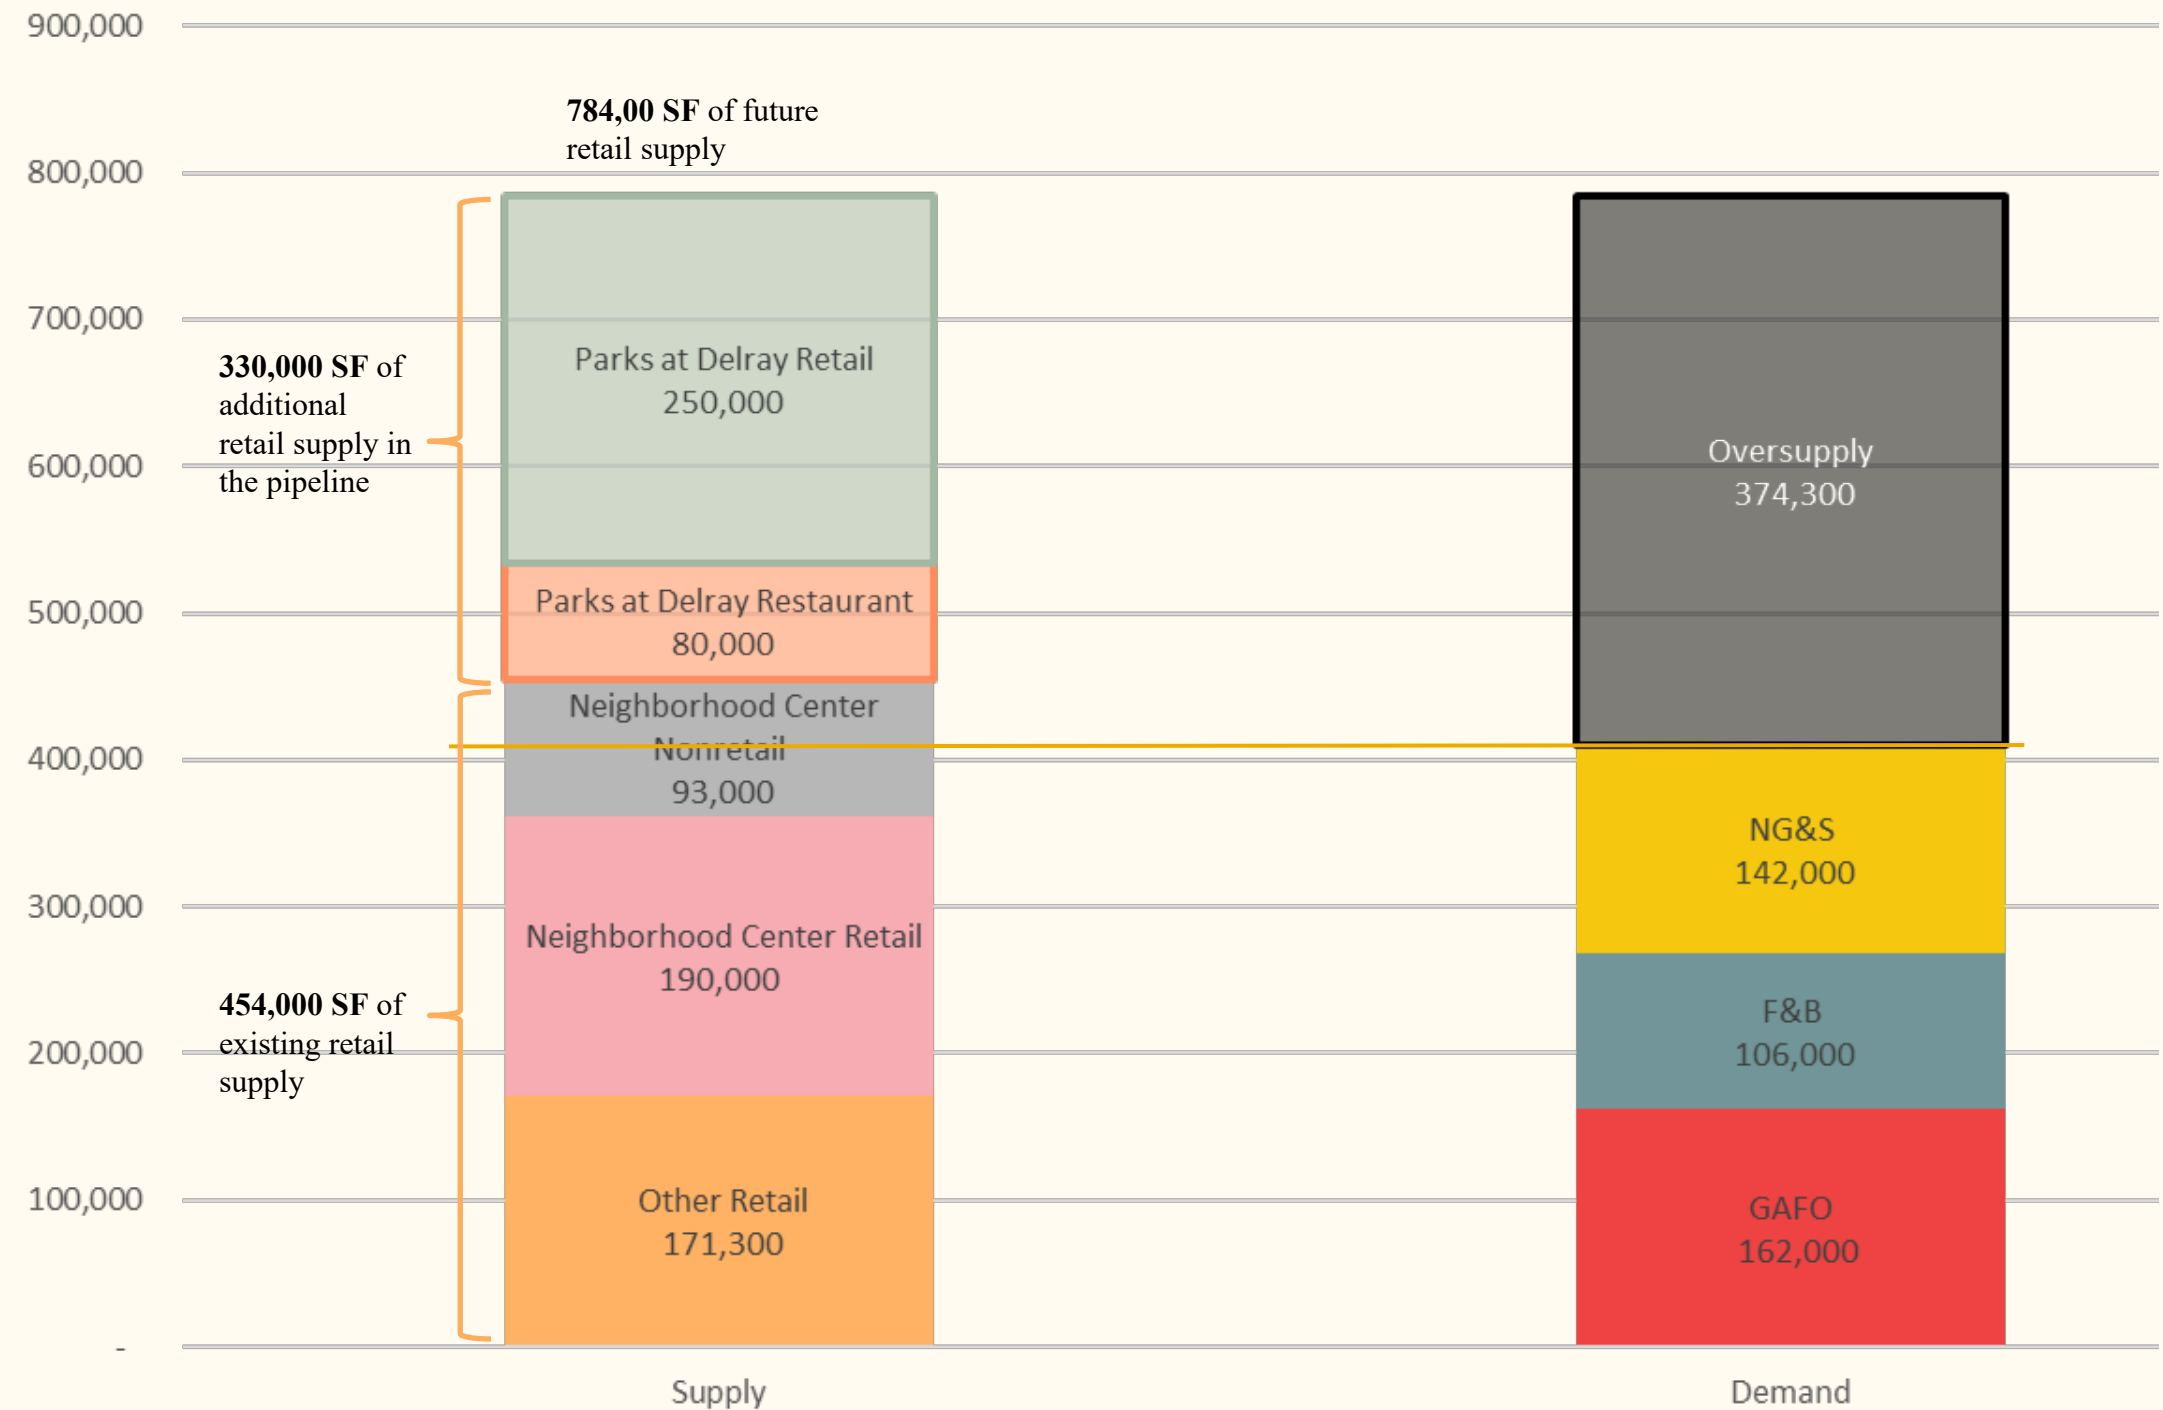 900,000
800,000
700,000
600,000
500,000
400,000
300,000
200,000
100,000
-
784,00 SF of future
retail supply
330,000 SF of
additional
retail supply in
the pipeline
454,000 SF of
existing retail
supply
Parks at Delray Retail
250,000
Parks at Delray Restaurant
80,000
Neighborhood Center
Nonretail
93,000
Neighborhood Center Retail
190,000
Other Retail
171,300
Oversupply
374,300
NG&S
142,000
F&B
106,000
GAFO
162,000
Supply
Demand